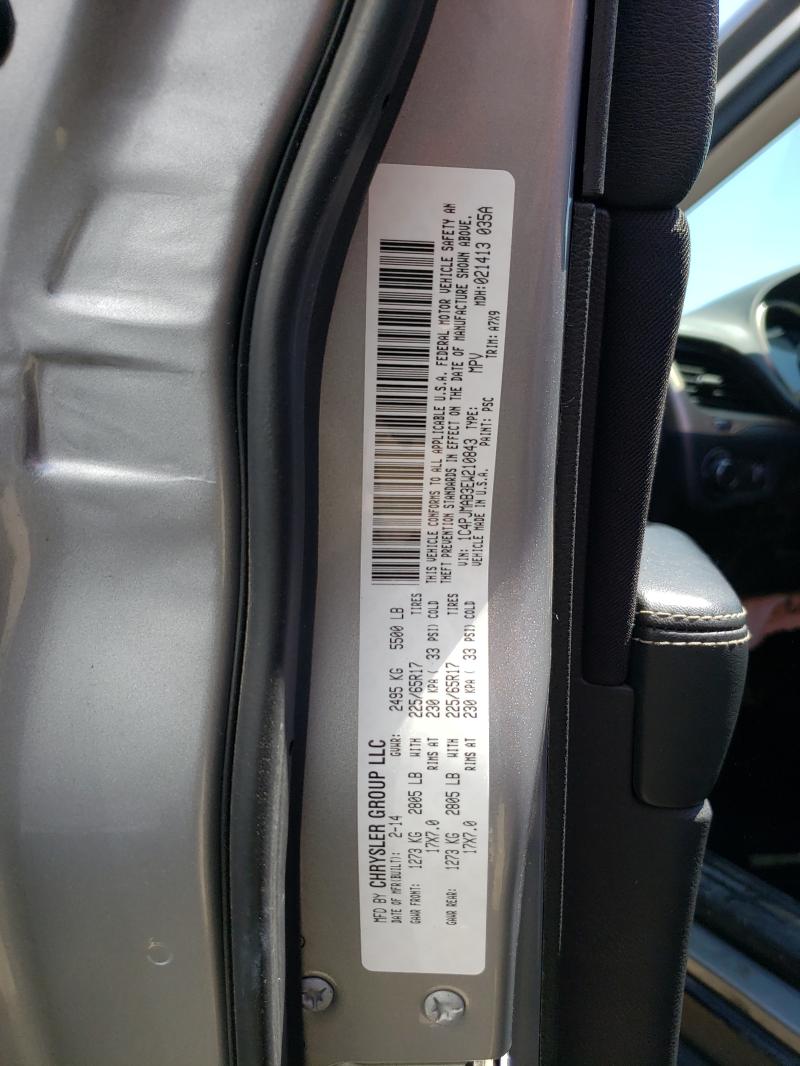 MFD BY CHRYSLER GROUP LLC
DATE OF MFR(BUILT): 2-14 GVWR: 2495 KG 5500 LB
GAWR FRONT: 1273 KG 2805 LB WITH 225/65R17 TIRES
17X7.0 RIMS AT 230 KPA ( 33 PSI) COLD
GAWR REAR: 1273 KG 2805 LB WITH 225/65R17 TIRES
17X7.0 RIMS AT 230 KPA ( 33 PSI) COLD
THIS VEHICLE CONFORMS TO ALL APPLICABLE U.S.A. FEDERAL MOTOR VEHICLE SAFETY AN
THEFT PREVENTION STANDARDS IN EFFECT ON THE DATE OF MANUFACTURE SHOWN ABOVE.
VIN: 1C4PJMAB3EW210843 TYPE: MPV MDH:021413 035A
VEHICLE MADE IN U.S.A. PAINT: PSC TRIM: A7X9